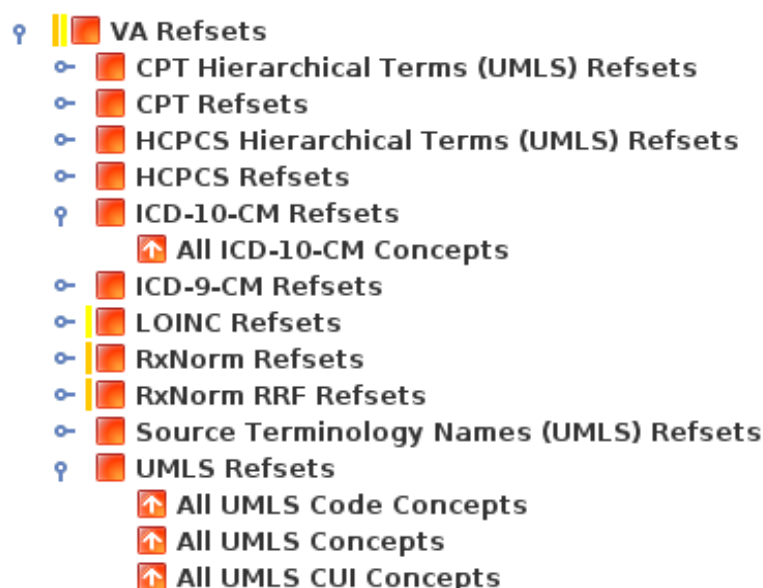 VA Refsets
CPT Hierarchical Terms (UMLS) Refsets
CPT Refsets
HCPCS Hierarchical Terms (UMLS) Refsets
HCPCS Refsets
ICD-10-CM Refsets
All ICD-10-CM Concepts
ICD-9-CM Refsets
LOINC Refsets
RxNorm Refsets
RxNorm RRF Refsets
Source Terminology Names (UMLS) Refsets
UMLS Refsets
All UMLS Code Concepts
All UMLS Concepts
All UMLS CUI Concepts